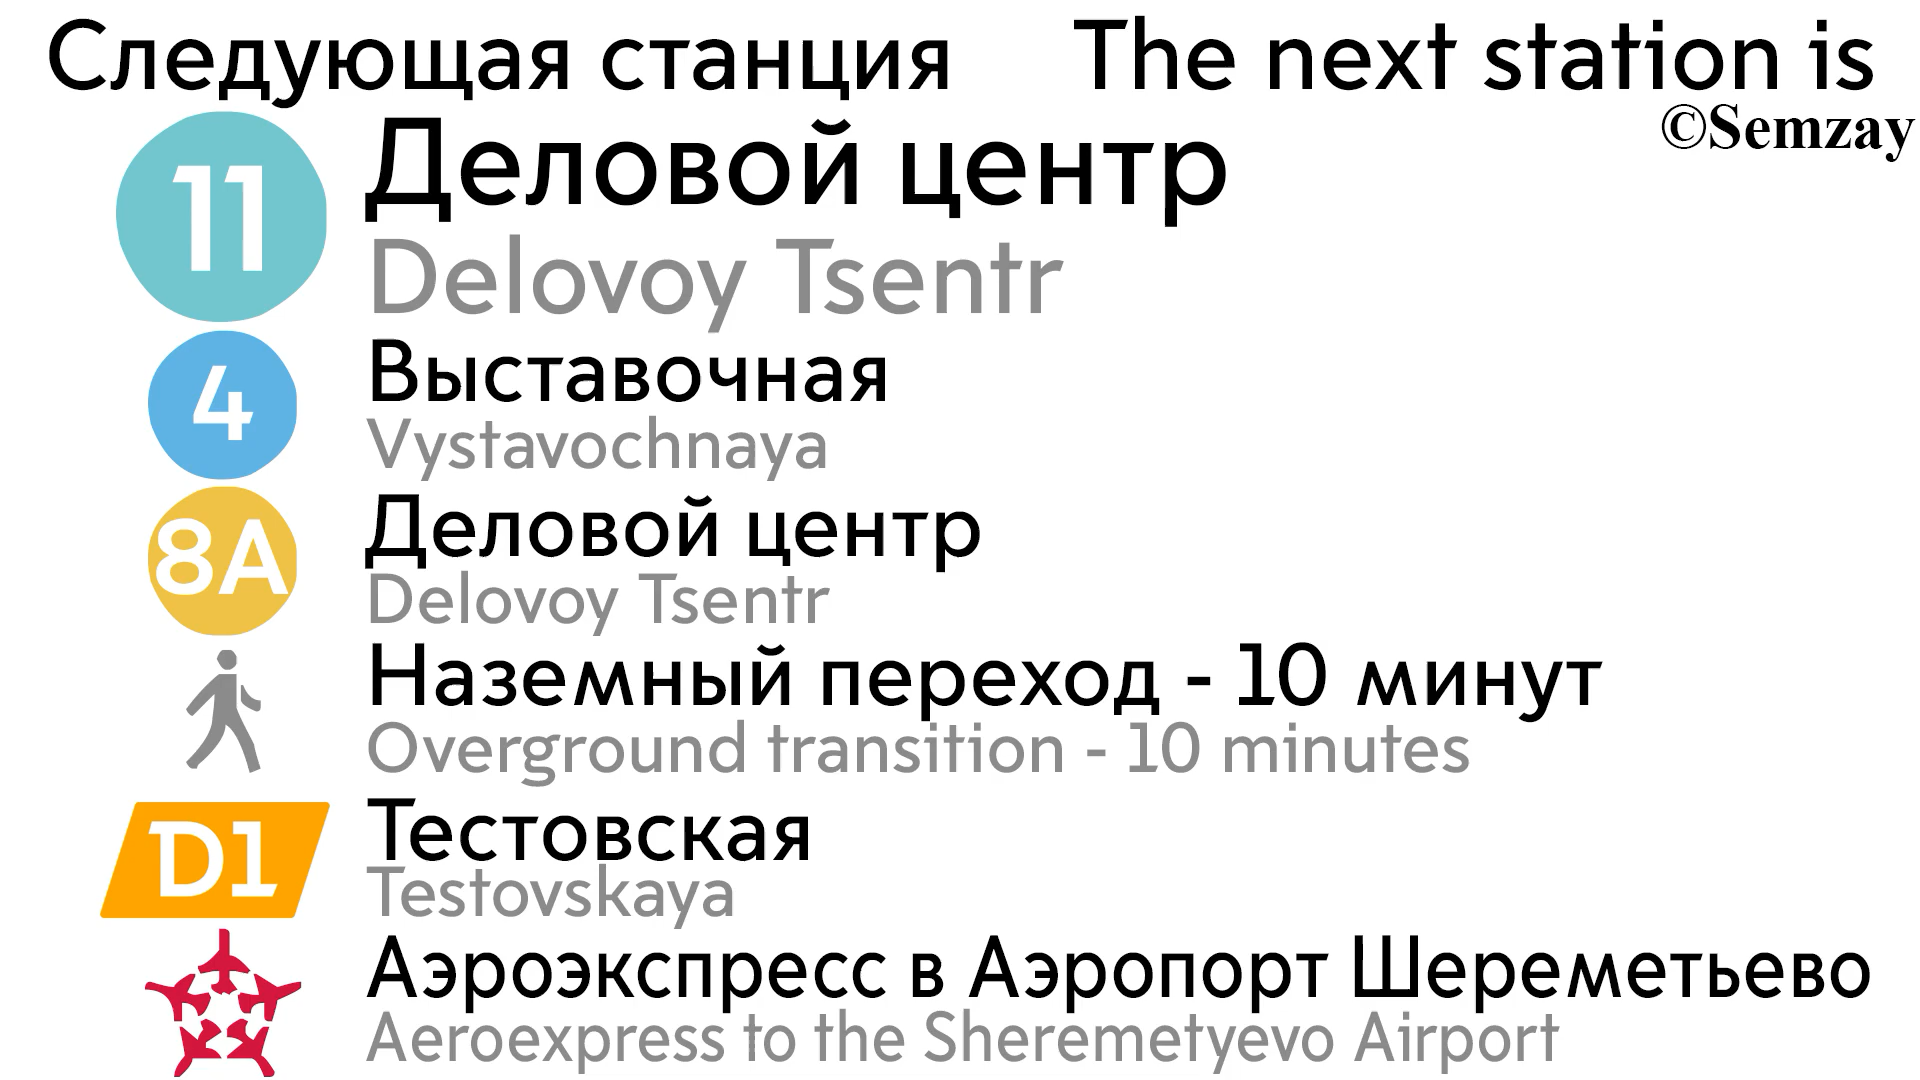 Следующая станция The next station is
©Semzay
11 Деловой центр
Delovoy Tsentr
4 Выставочная
Vystavochnaya
8А Деловой центр
Delovoy Tsentr
Наземный переход - 10 минут
Overground transition - 10 minutes
D1 Тестовская
Testovskaya
Аэроэкспресс в Аэропорт Шереметьево
Aeroexpress to the Sheremetyevo Airport